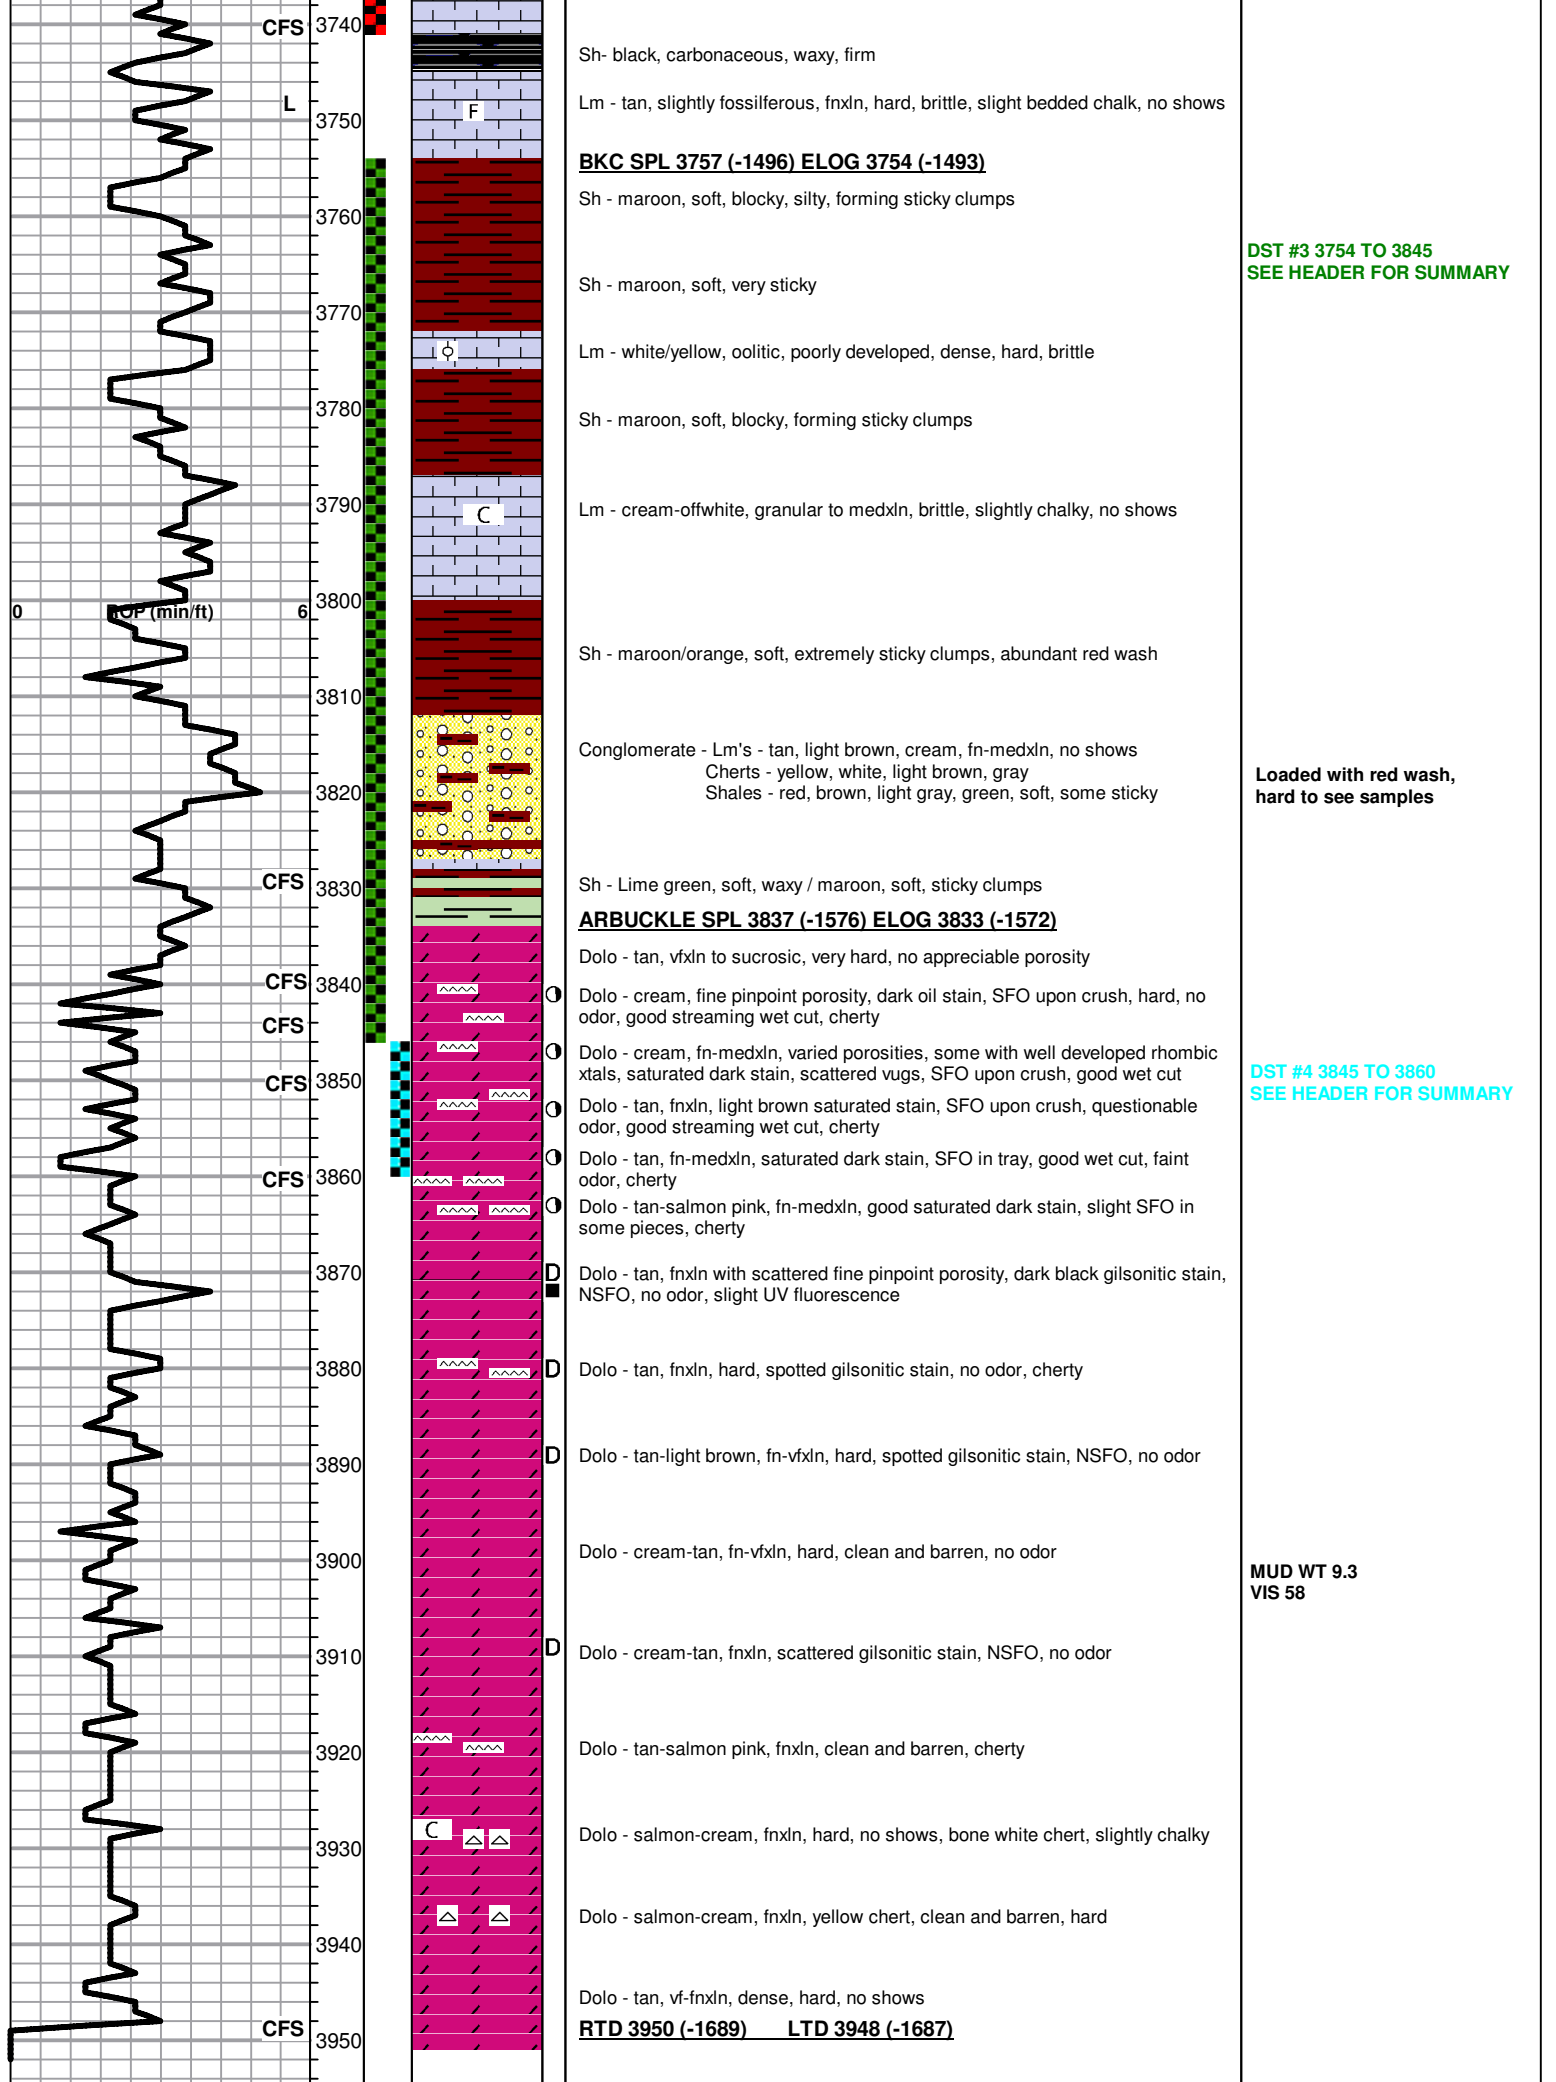 CFS 3740
Sh- black, carbonaceous, waxy, firm
L
Lm - tan, slightly fossilferous, fnxln, hard, brittle, slight bedded chalk, no shows
F
3750
BKC SPL 3757 (-1496) ELOG 3754 (-1493)
Sh - maroon, soft, blocky, silty, forming sticky clumps
3760
DST #3 3754 TO 3845
SEE HEADER FOR SUMMARY
Sh - maroon, soft, very sticky
3770
Lm - white/yellow, oolitic, poorly developed, dense, hard, brittle
3780
Sh - maroon, soft, blocky, forming sticky clumps
3790
C
Lm - cream-offwhite, granular to medxln, brittle, slightly chalky, no shows
3800
0 ROP (min/ft) 6
Sh - maroon/orange, soft, extremely sticky clumps, abundant red wash
3810
Conglomerate - Lm's - tan, light brown, cream, fn-medxln, no shows
Cherts - yellow, white, light brown, gray
Shales - red, brown, light gray, green, soft, some sticky
Loaded with red wash,
hard to see samples
3820
CFS 3830
Sh - Lime green, soft, waxy / maroon, soft, sticky clumps
ARBUCKLE SPL 3837 (-1576) ELOG 3833 (-1572)
Dolo - tan, vfxln to sucrosic, very hard, no appreciable porosity
CFS 3840
Dolo - cream, fine pinpoint porosity, dark oil stain, SFO upon crush, hard, no
odor, good streaming wet cut, cherty
CFS
Dolo - cream, fn-medxln, varied porosities, some with well developed rhombic
xtals, saturated dark stain, scattered vugs, SFO upon crush, good wet cut
CFS 3850
DST #4 3845 TO 3860
SEE HEADER FOR SUMMARY
Dolo - tan, fnxln, light brown saturated stain, SFO upon crush, questionable
odor, good streaming wet cut, cherty
Dolo - tan, fn-medxln, saturated dark stain, SFO in tray, good wet cut, faint
odor, cherty
CFS 3860
Dolo - tan-salmon pink, fn-medxln, good saturated dark stain, slight SFO in
some pieces, cherty
3870
D
Dolo - tan, fnxln with scattered fine pinpoint porosity, dark black gilsonitic stain,
NSFO, no odor, slight UV fluorescence
3880
D
Dolo - tan, fnxln, hard, spotted gilsonitic stain, no odor, cherty
3890
D
Dolo - tan-light brown, fn-vfxln, hard, spotted gilsonitic stain, NSFO, no odor
3900
Dolo - cream-tan, fn-vfxln, hard, clean and barren, no odor
MUD WT 9.3
VIS 58
3910
D
Dolo - cream-tan, fnxln, scattered gilsonitic stain, NSFO, no odor
3920
Dolo - tan-salmon pink, fnxln, clean and barren, cherty
3930
C
Dolo - salmon-cream, fnxln, hard, no shows, bone white chert, slightly chalky
Dolo - salmon-cream, fnxln, yellow chert, clean and barren, hard
3940
Dolo - tan, vf-fnxln, dense, hard, no shows
CFS 3950
RTD 3950 (-1689) LTD 3948 (-1687)